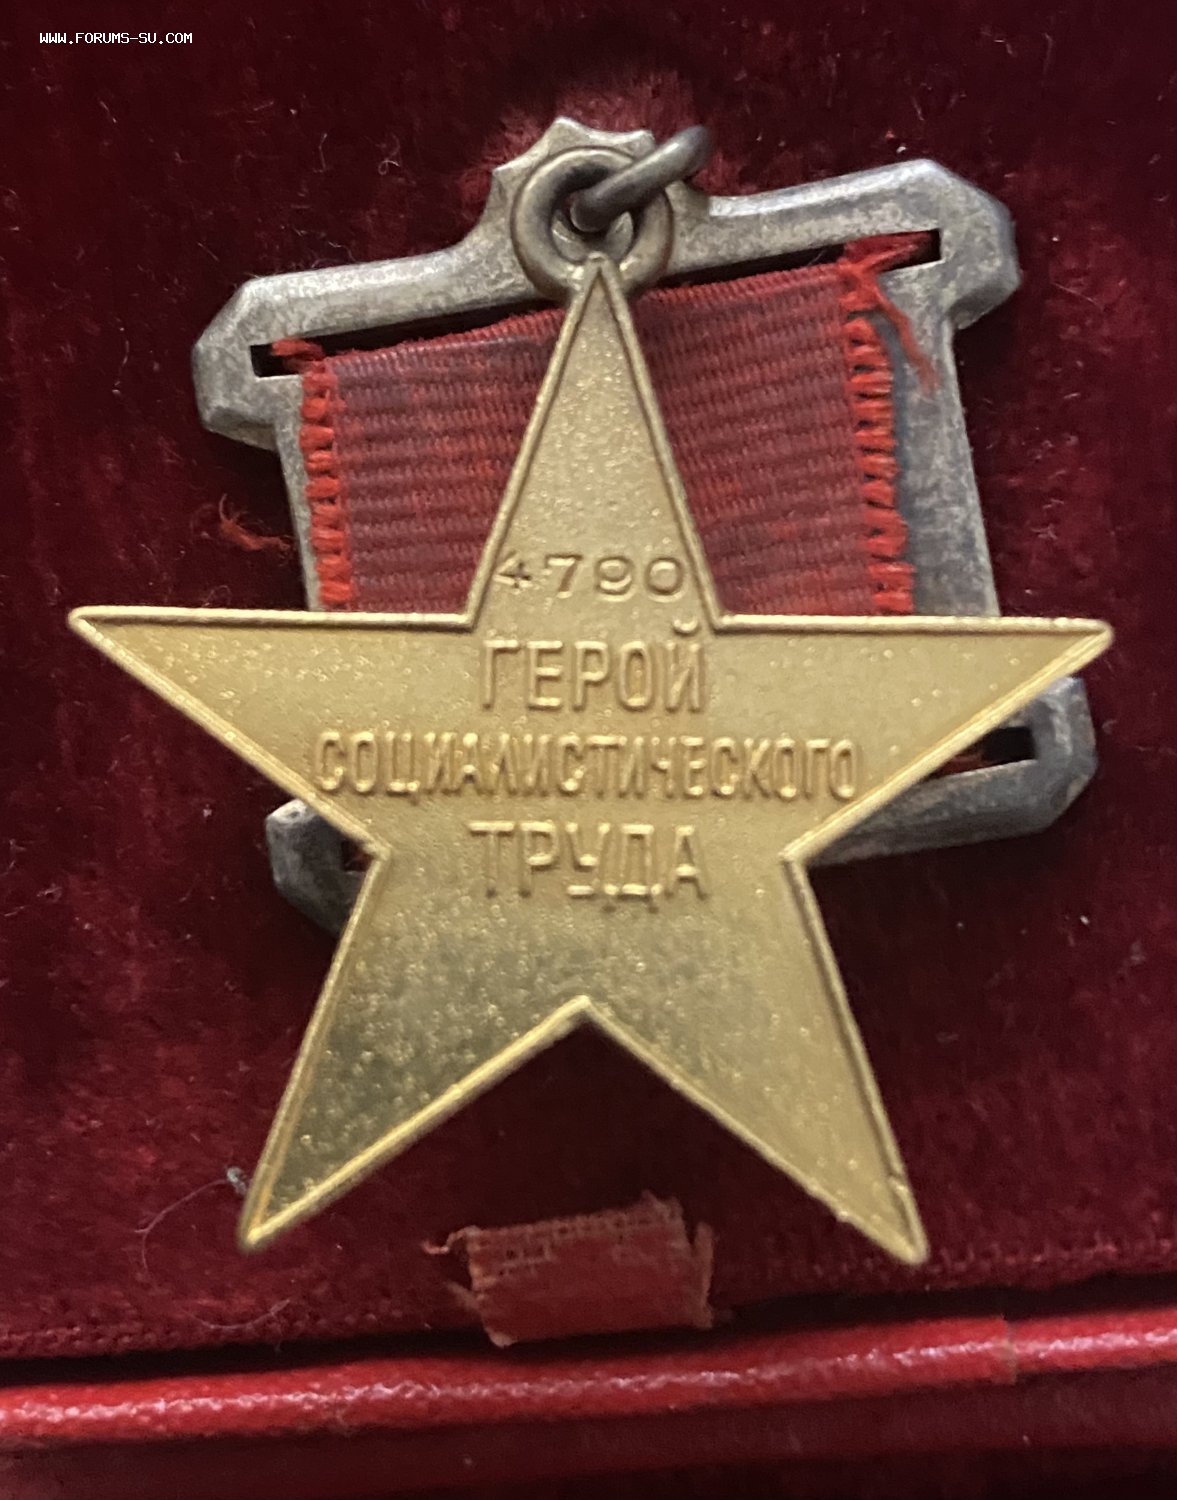 WWW.FORUMS-SU.COM
4790
ГЕРОЙ
СОЦИАЛИСТИЧЕСКОГО
ТРУДА